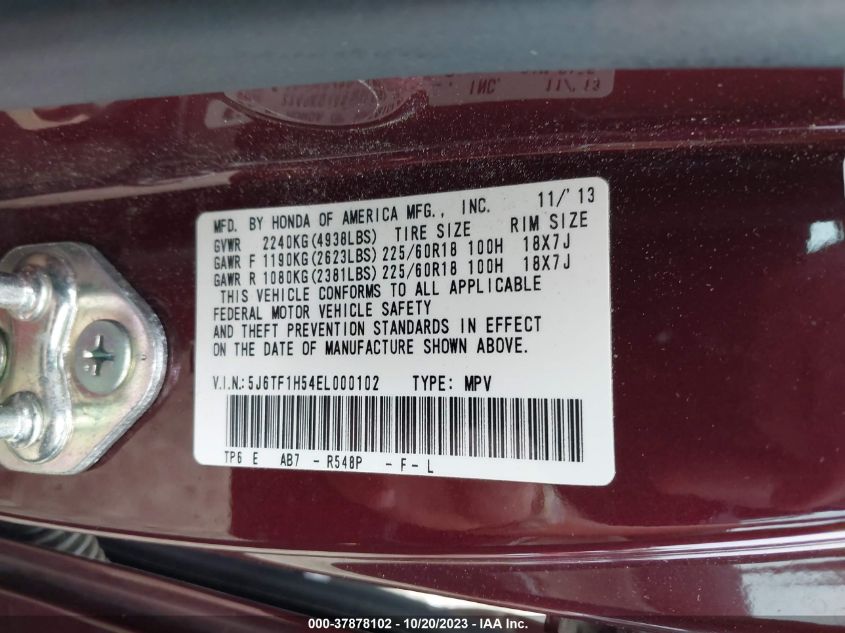 MFD. BY HONDA OF AMERICA MFG., INC. 11/'13
GVWR 2240KG(4938LBS) TIRE SIZE RIM SIZE
GAWR F 1190KG(2623LBS) 225/60R18 100H 18X7J
GAWR R 1080KG(2381LBS) 225/60R18 100H 18X7J
THIS VEHICLE CONFORMS TO ALL APPLICABLE
FEDERAL MOTOR VEHICLE SAFETY
AND THEFT PREVENTION STANDARDS IN EFFECT
ON THE DATE OF MANUFACTURE SHOWN ABOVE.
V.I.N.:5J6TF1H54EL000102 TYPE: MPV
TP6 E AB7 - R548P - F - L
000-37878102 - 10/20/2023 - IAA Inc.